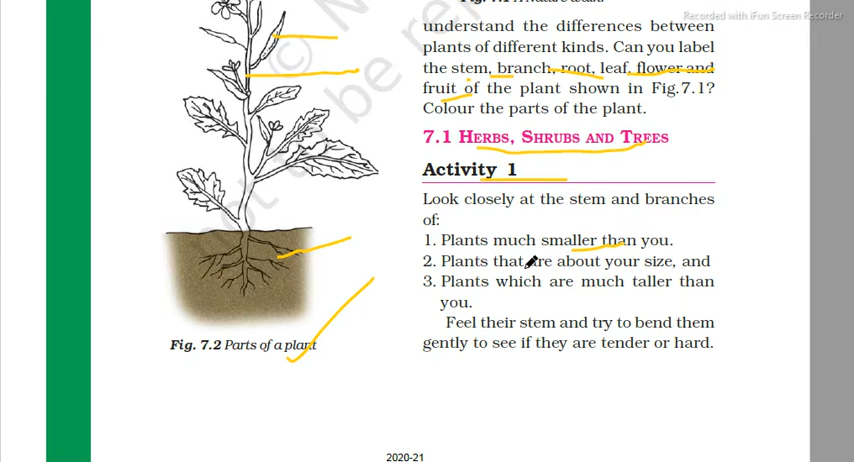 Recorded with iFun Screen Recorder
understand the differences between
plants of different kinds. Can you label
the stem, branch, root, leaf, flower and
fruit of the plant shown in Fig.7.1?
Colour the parts of the plant.
7.1 HERBS, SHRUBS AND TREES
Activity 1
Look closely at the stem and branches
of:
1. Plants much smaller than you.
2. Plants that are about your size, and
3. Plants which are much taller than
you.
Feel their stem and try to bend them
gently to see if they are tender or hard.
Fig. 7.2 Parts of a plant
not to be re
© N
2020-21